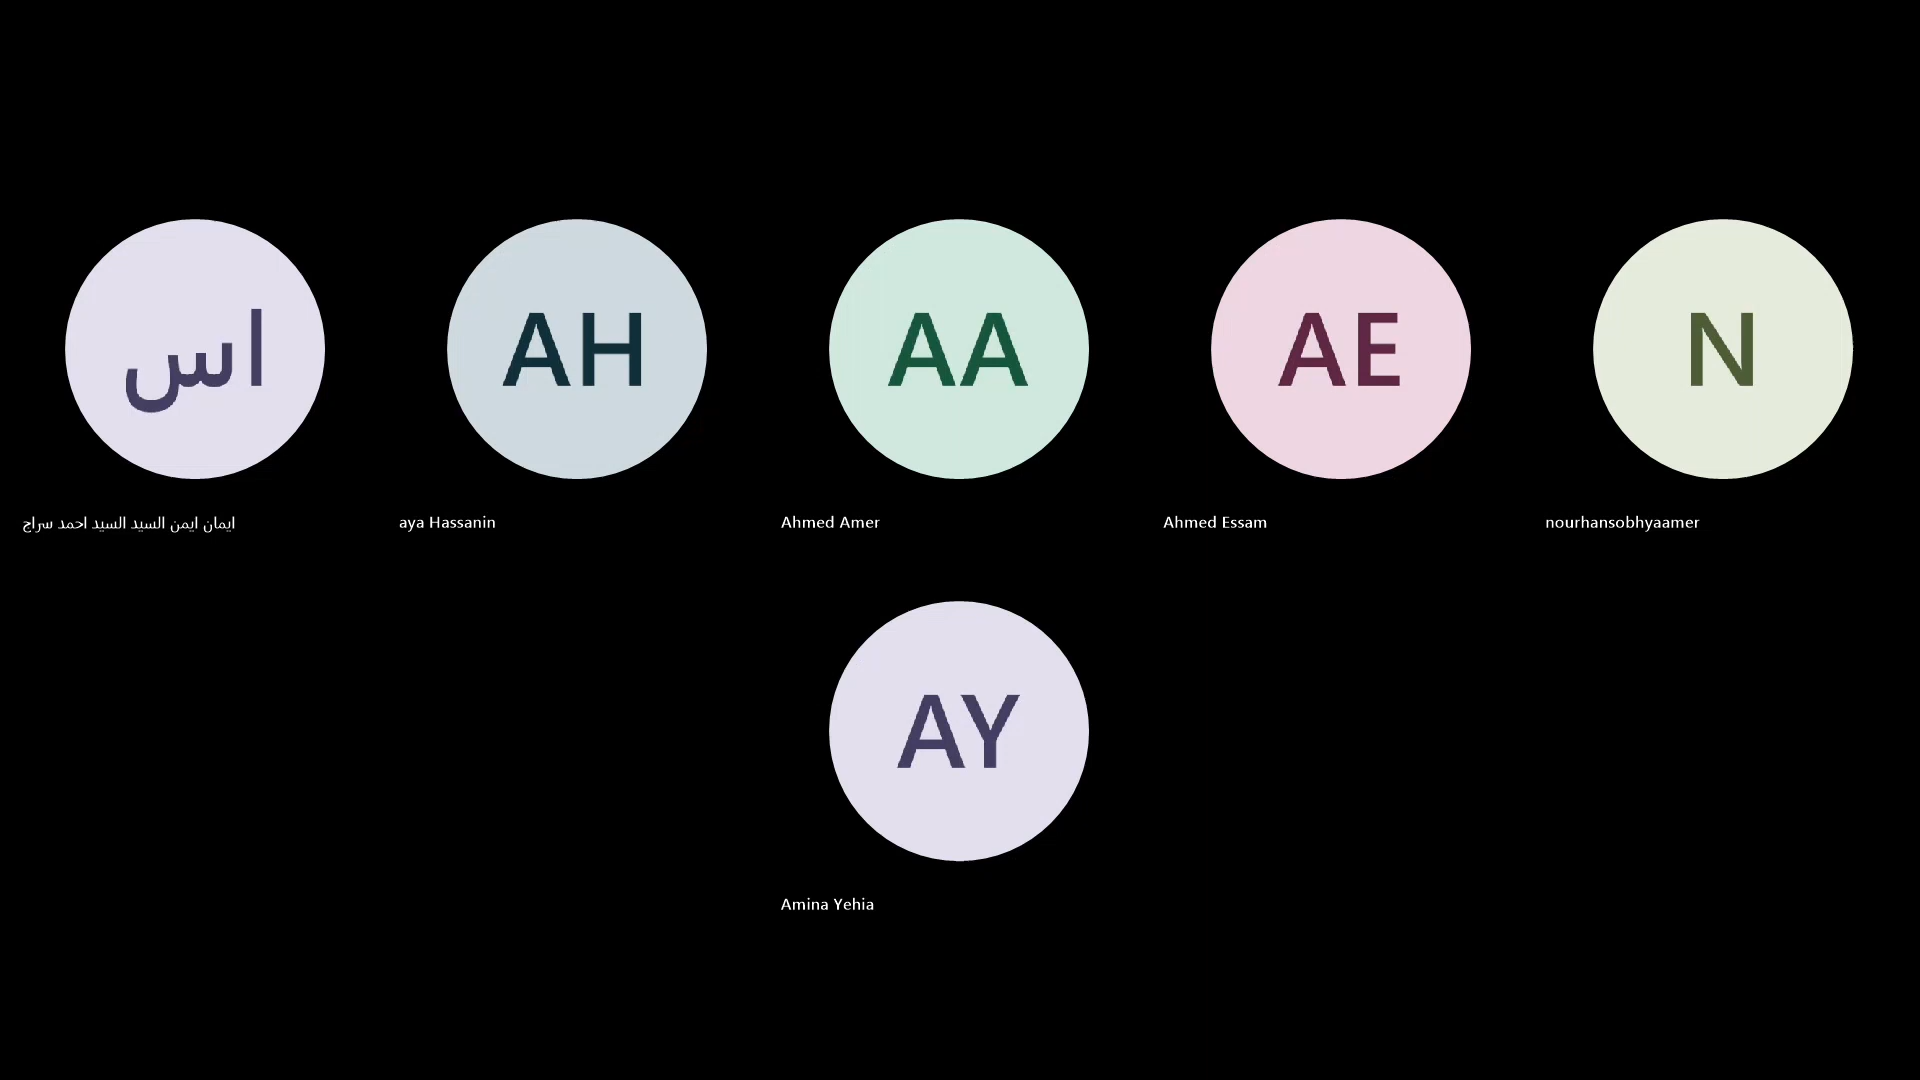 اس
AH
AA
AE
N
ايمان ايمن السيد السيد احمد سراج
aya Hassanin
Ahmed Amer
Ahmed Essam
nourhansobhyaamer
AY
Amina Yehia